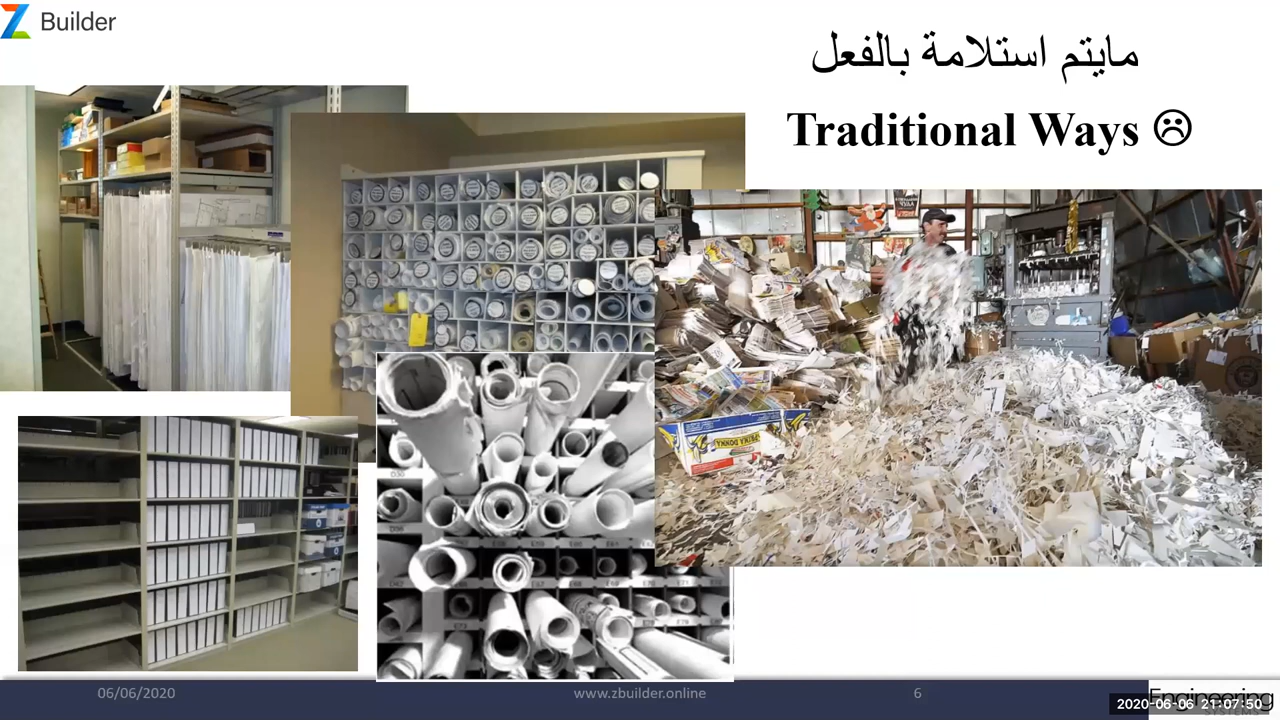 Z Builder
مايتم استلامة بالفعل
Traditional Ways ☹
06/06/2020
www.zbuilder.online
6
Engineering
2020-06-06 21:07:50